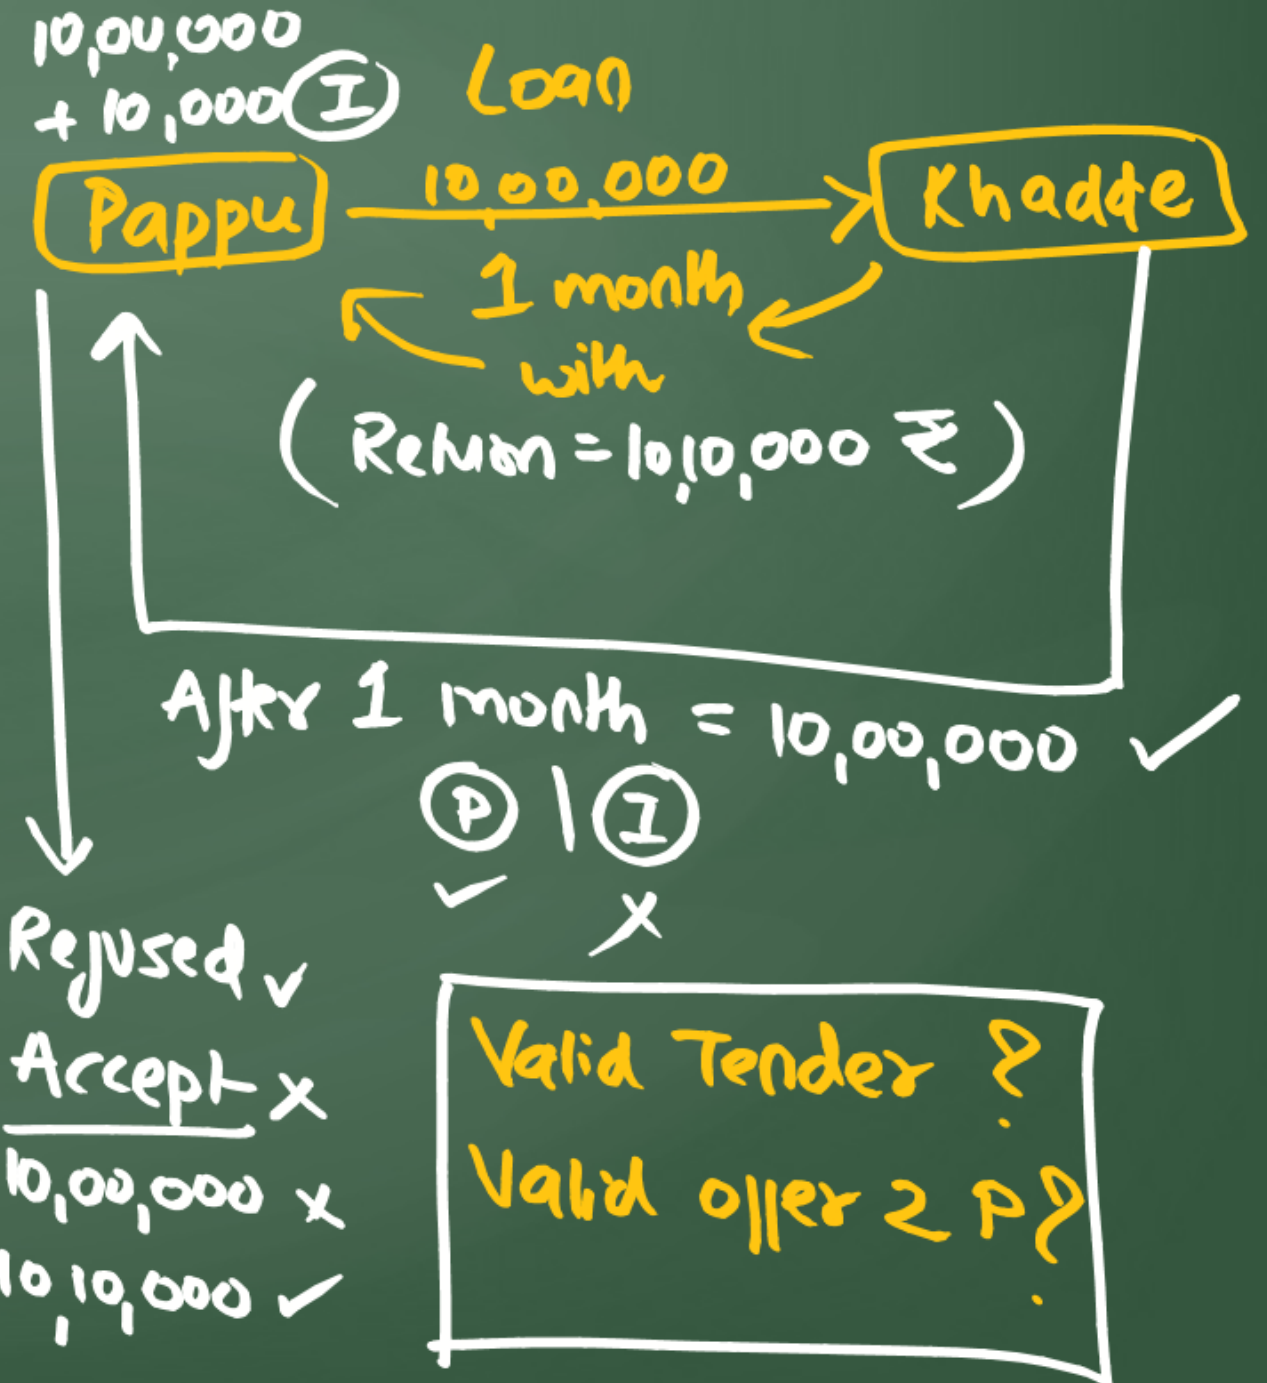 10,00,000
+ 10,000 I
Loan
Pappu
10,00,000
Khadde
1 month
with
(Return = 10,10,000 ₹)
After 1 month = 10,00,000 ✓
P | I
✓ x
Refused ✓
Accept x
10,00,000 x
10,10,000 ✓
Valid Tender ?
Valid offer 2 P ?